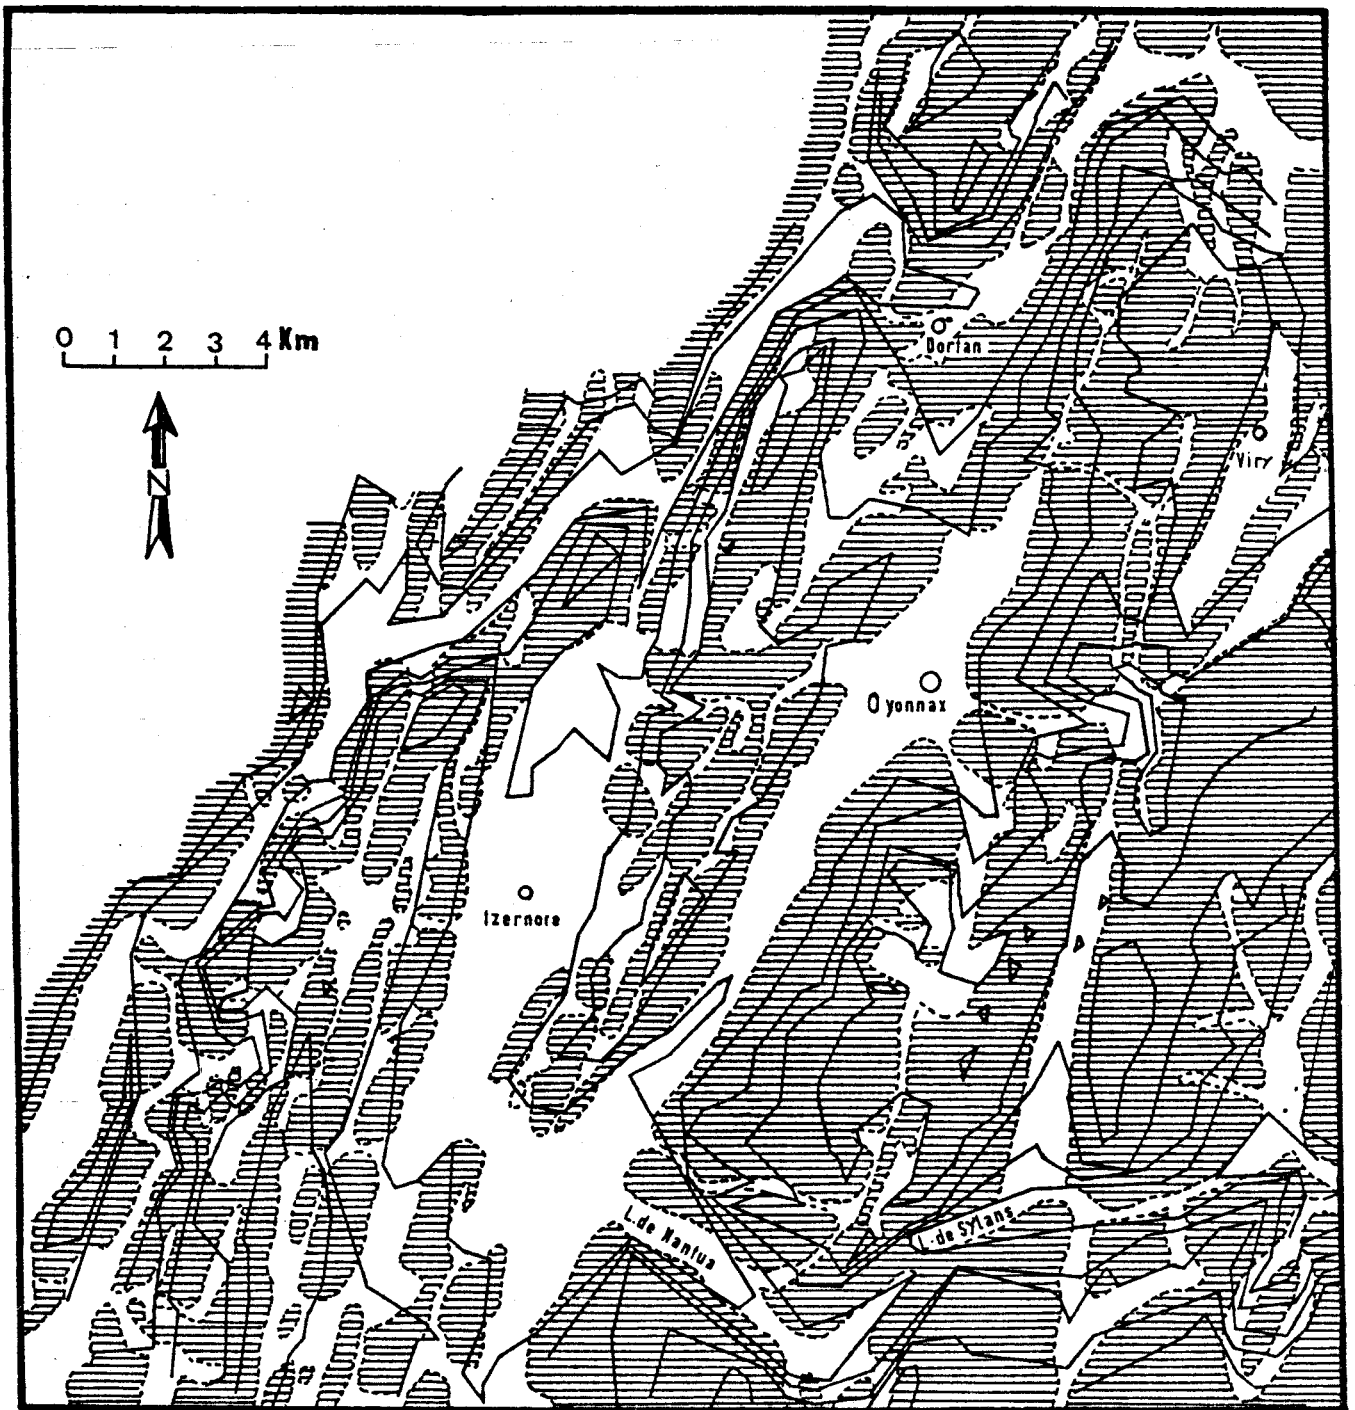 0 1 2 3 4 Km
N
Dortan
Viry
Oyonnax
Izernore
L. de Nantua
L. de Sylans